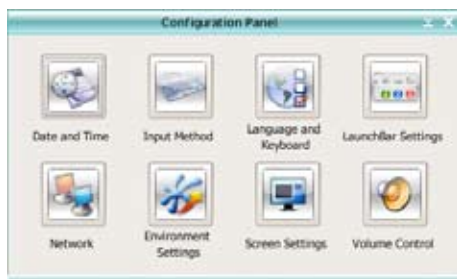 Configuration Panel
Date and Time
Input Method
Language and
Keyboard
LaunchBar Settings
Network
Environment
Settings
Screen Settings
Volume Control